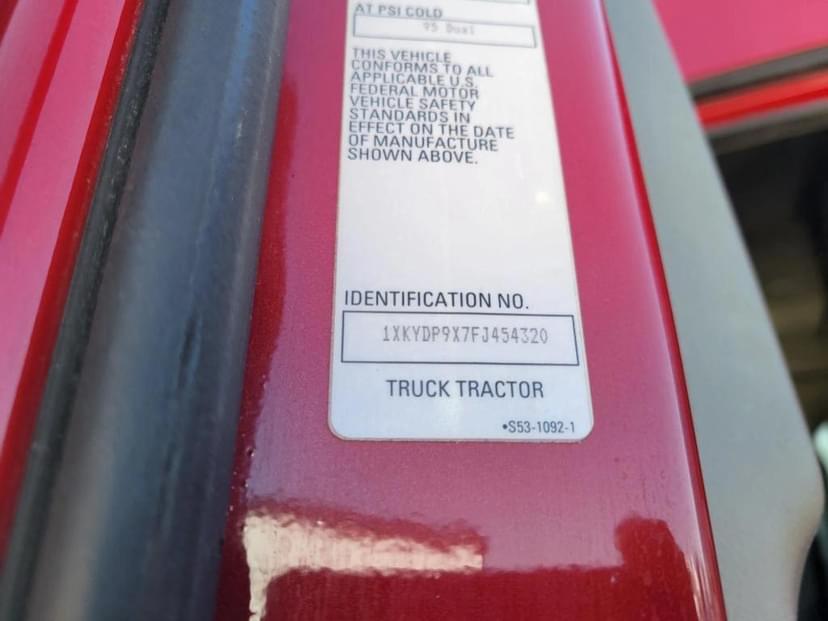 AT PSI COLD
95 Dual
THIS VEHICLE
CONFORMS TO ALL
APPLICABLE U.S.
FEDERAL MOTOR
VEHICLE SAFETY
STANDARDS IN
EFFECT ON THE DATE
OF MANUFACTURE
SHOWN ABOVE.
IDENTIFICATION NO.
1XKYDP9X7FJ454320
TRUCK TRACTOR
•S53-1092-1